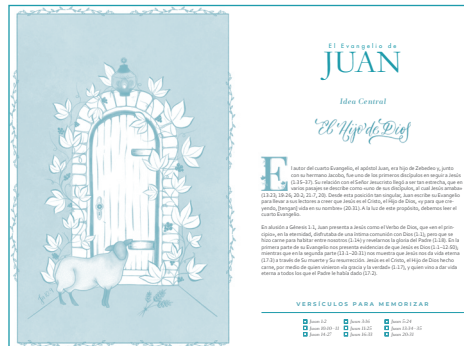 El Evangelio de
JUAN
Idea Central
El Hijo de Dios
El autor del cuarto Evangelio, el apóstol Juan, era hijo de Zebedeo y, junto
con su hermano Jacobo, fue uno de los primeros discípulos en seguir a Jesús
(1:35–37). Su relación con el Señor Jesucristo llegó a ser tan estrecha, que en
varios pasajes se describe como «uno de sus discípulos, al cual Jesús amaba»
(13:23; 19:26; 20:2, 21:7, 20). Desde esta posición tan singular, Juan escribe su Evangelio
para llevar a sus lectores a creer que Jesús es el Cristo, el Hijo de Dios, «y para que cre-
yendo, [tengan] vida en su nombre» (20:31). A la luz de este propósito, debemos leer el
cuarto Evangelio.
En alusión a Génesis 1:1, Juan presenta a Jesús como el Verbo de Dios, que «en el prin-
cipio», en la eternidad, disfrutaba de una íntima comunión con Dios (1:1), pero que se
hizo carne para habitar entre nosotros (1:14) y revelarnos la gloria del Padre (1:18). En la
primera parte de su Evangelio nos presenta evidencias de que Jesús es Dios (1:1–12:50),
mientras que en la segunda parte (13:1–20:31) nos muestra que Jesús nos da vida eterna
(17:3) a través de Su muerte y Su resurrección. Jesús es el Cristo, el Hijo de Dios hecho
carne, por medio de quien vinieron «la gracia y la verdad» (1:17), y quien vino a dar vida
eterna a todos los que el Padre le había dado (17:2).
VERSÍCULOS PARA MEMORIZAR
Juan 1:2 Juan 3:16 Juan 5:24
Juan 10:10–11 Juan 11:25 Juan 13:34–35
Juan 14:27 Juan 16:33 Juan 20:31